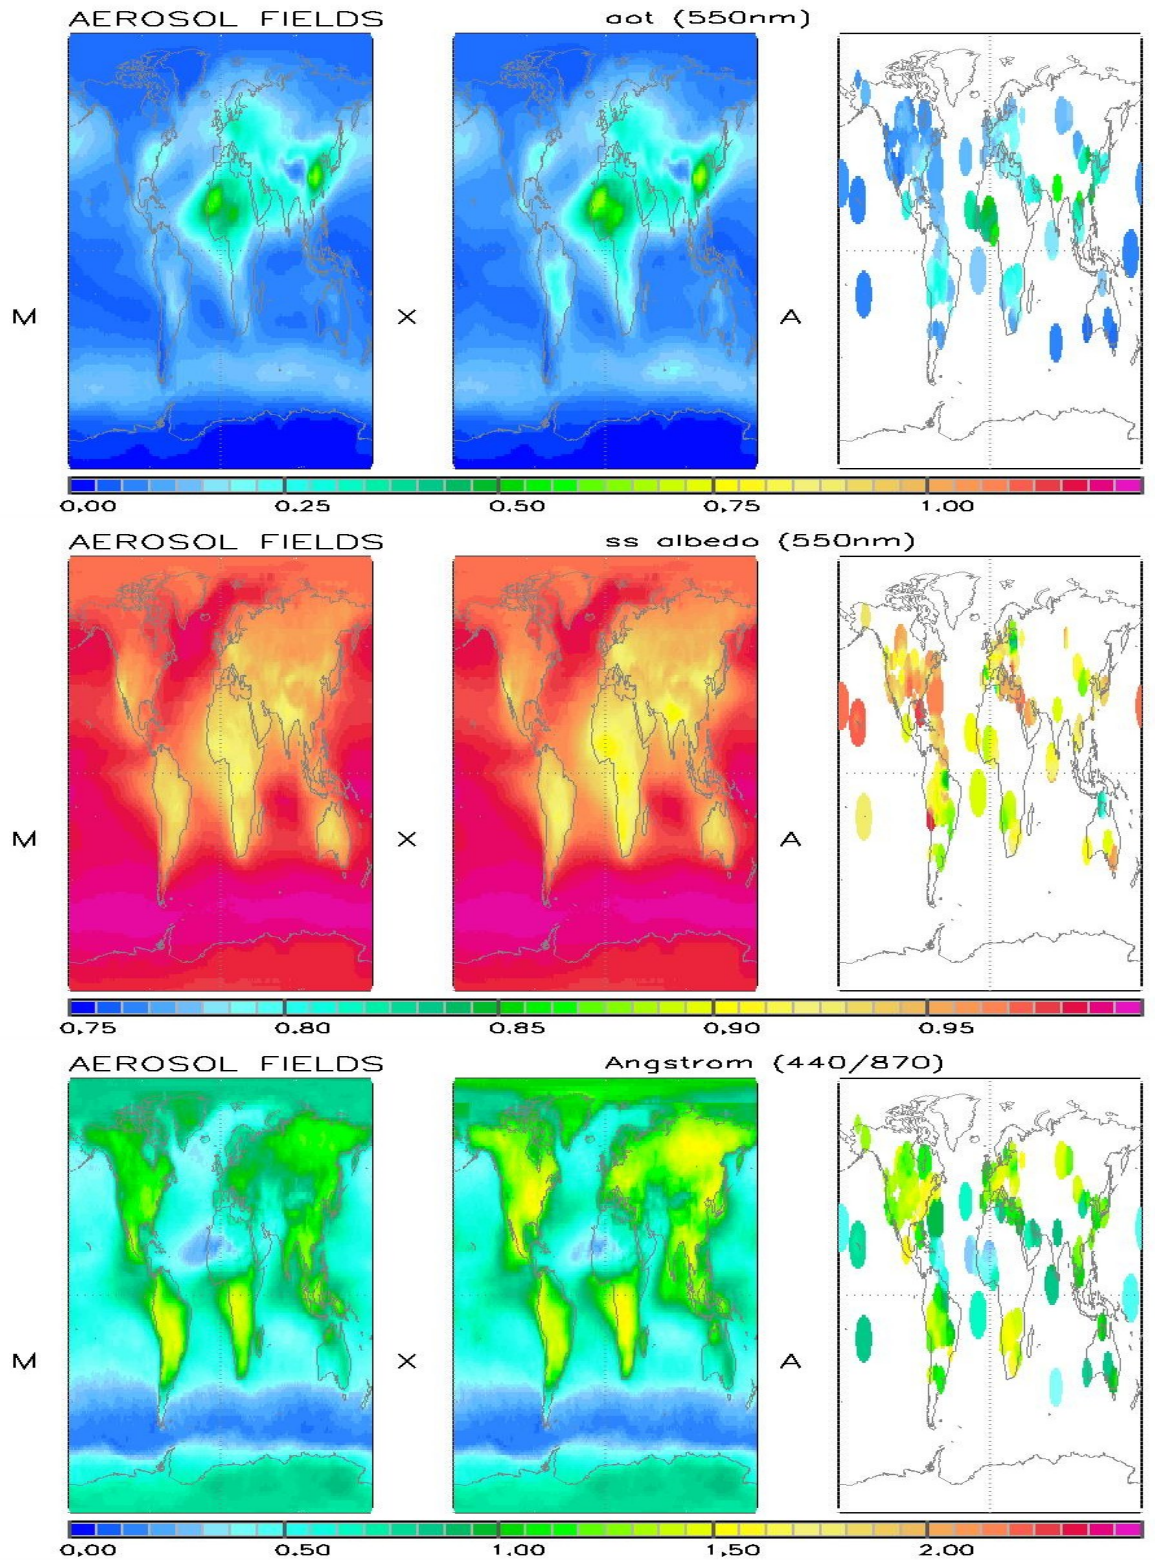 AEROSOL FIELDS aot (550nm)
M X A
0.00 0.25 0.50 0.75 1.00
AEROSOL FIELDS ss albedo (550nm)
M X A
0.75 0.80 0.85 0.90 0.95
AEROSOL FIELDS Angstrom (440/870)
M X A
0.00 0.50 1.00 1.50 2.00